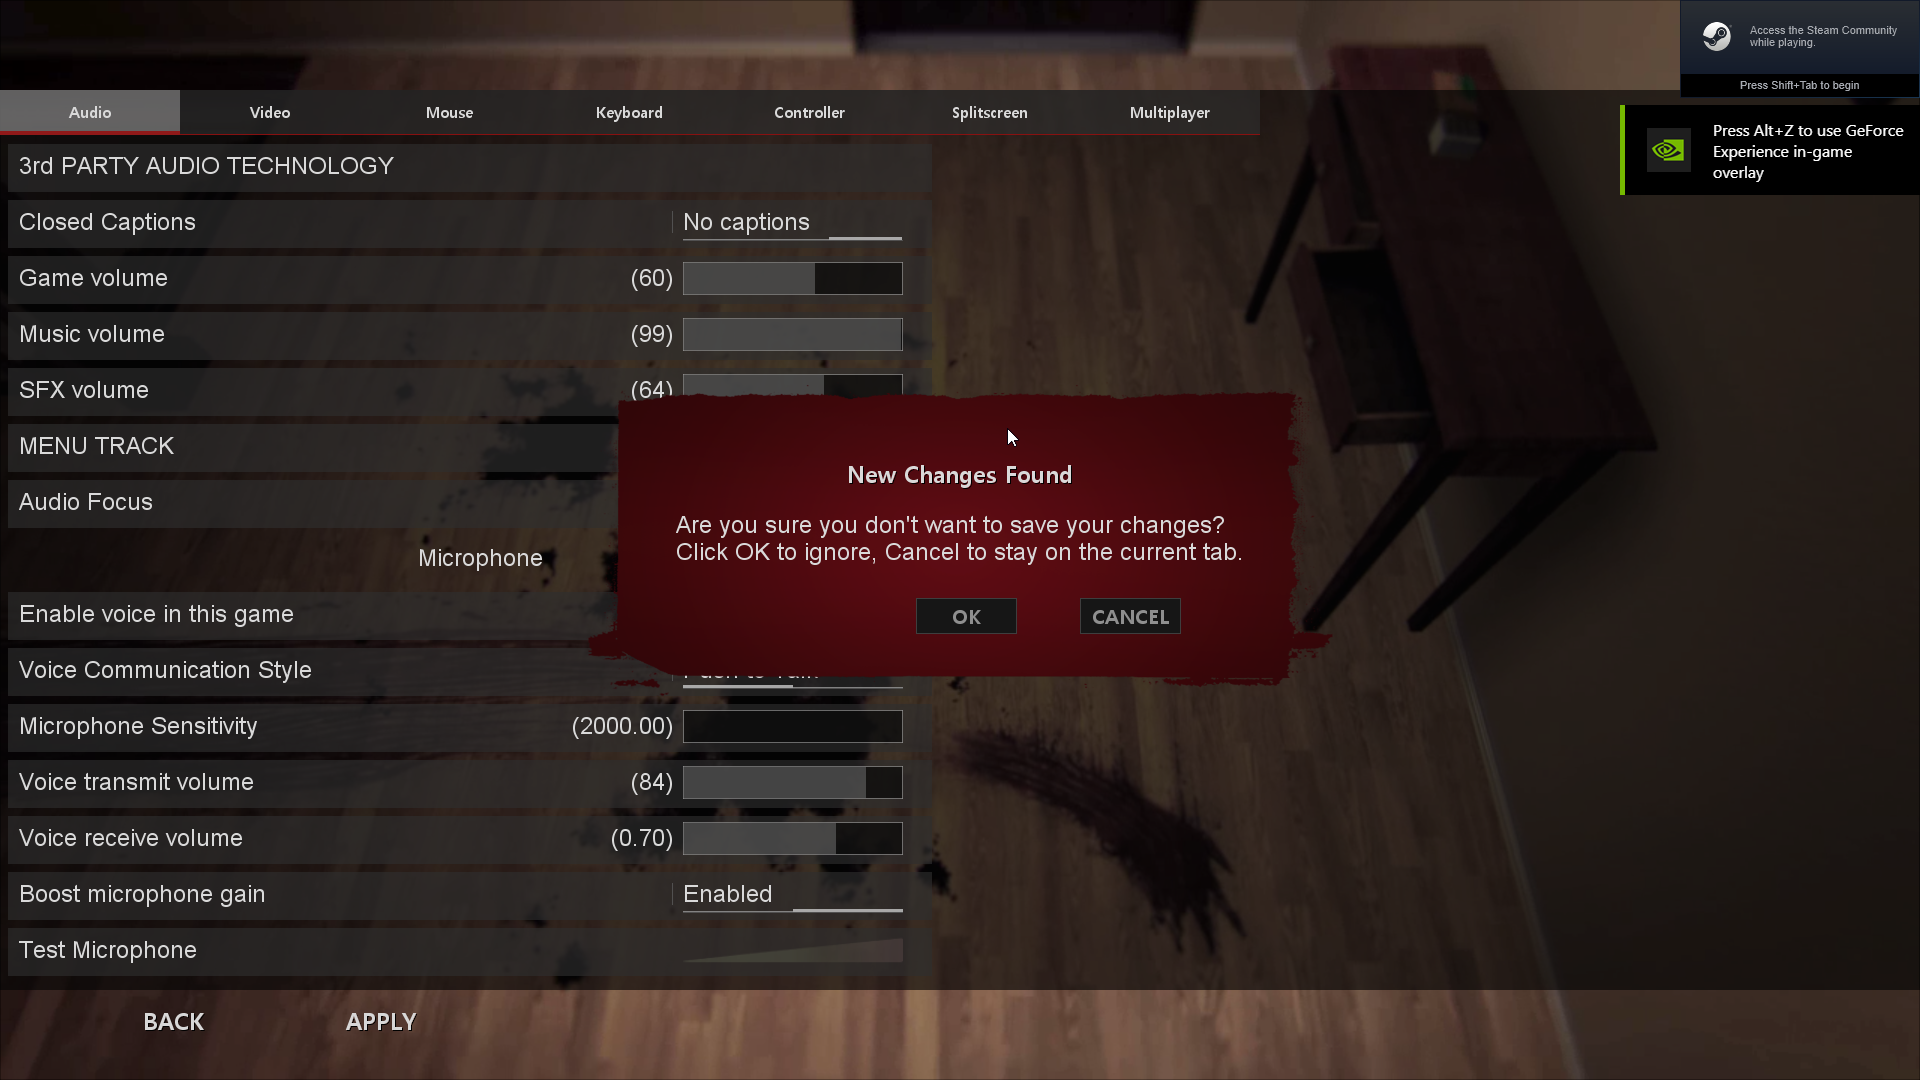 Access the Steam Community
while playing.
Press Shift+Tab to begin
Press Alt+Z to use GeForce
Experience in-game
overlay
Audio Video Mouse Keyboard Controller Splitscreen Multiplayer
3rd PARTY AUDIO TECHNOLOGY
Closed Captions No captions
Game volume (60)
Music volume (99)
SFX volume (64)
MENU TRACK
Audio Focus
Microphone
Enable voice in this game
Voice Communication Style
Microphone Sensitivity (2000.00)
Voice transmit volume (84)
Voice receive volume (0.70)
Boost microphone gain Enabled
Test Microphone
New Changes Found
Are you sure you don't want to save your changes?
Click OK to ignore, Cancel to stay on the current tab.
OK CANCEL
BACK APPLY